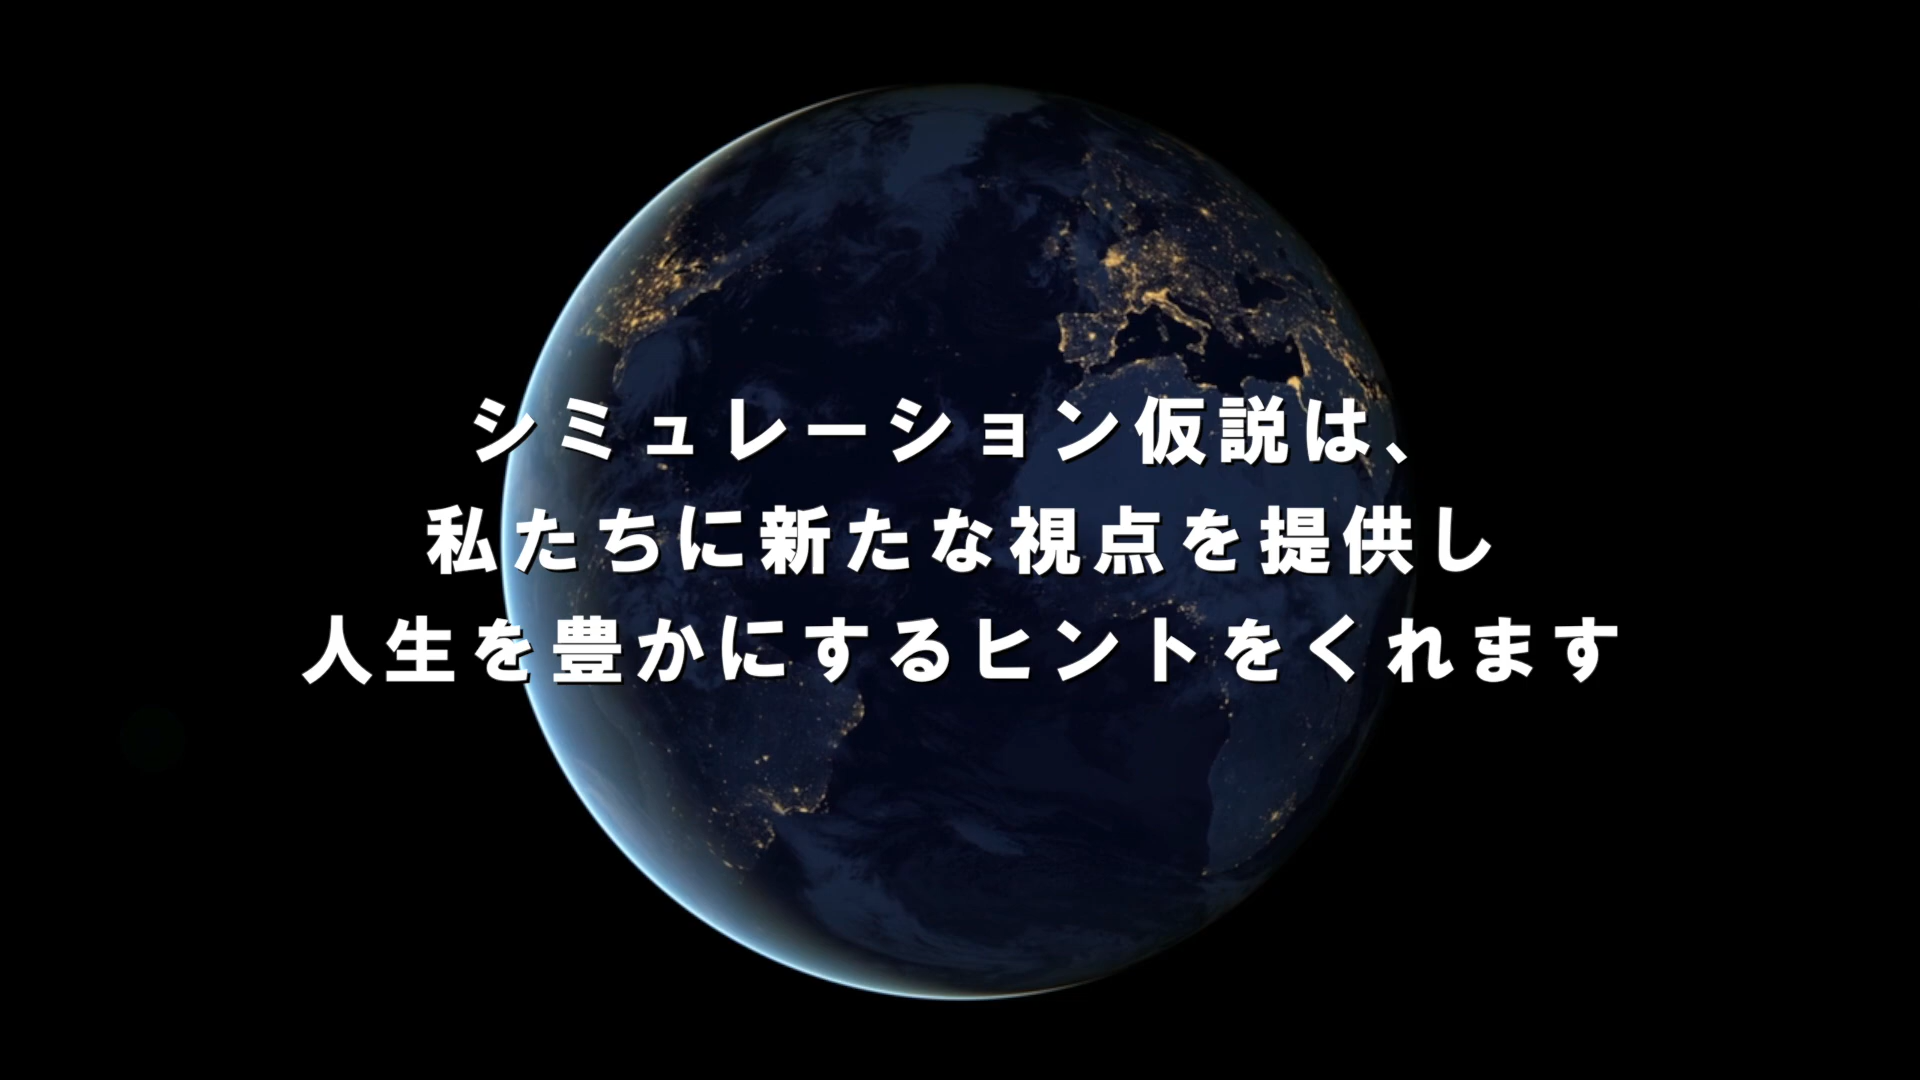 シミュレーション仮説は、
私たちに新たな視点を提供し
人生を豊かにするヒントをくれます